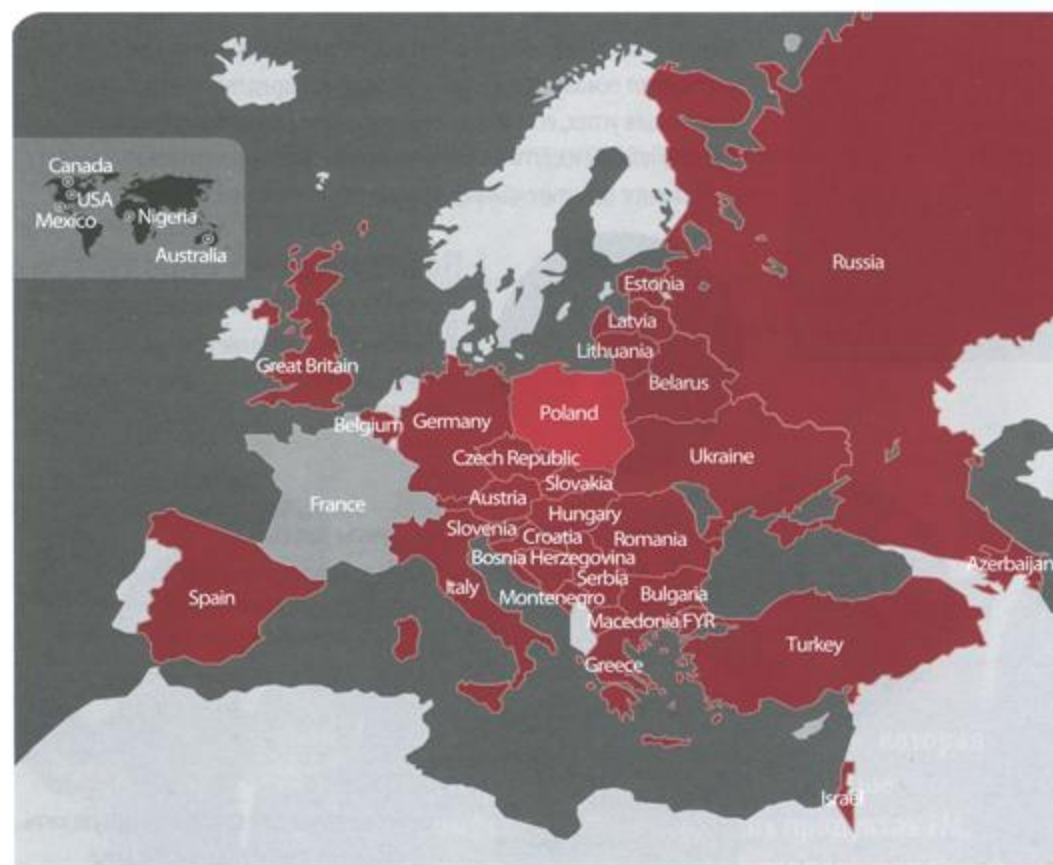 Canada
USA
Mexico
Nigeria
Australia
Russia
Estonia
Latvia
Lithuania
Great Britain
Belarus
Poland
Belgium
Germany
Ukraine
Czech Republic
Slovakia
France
Austria
Hungary
Slovenia
Croatia
Romania
Bosnia Herzegovina
Azerbaijan
Serbia
Italy
Montenegro
Bulgaria
Spain
Macedonia FYR
Turkey
Greece
Israel